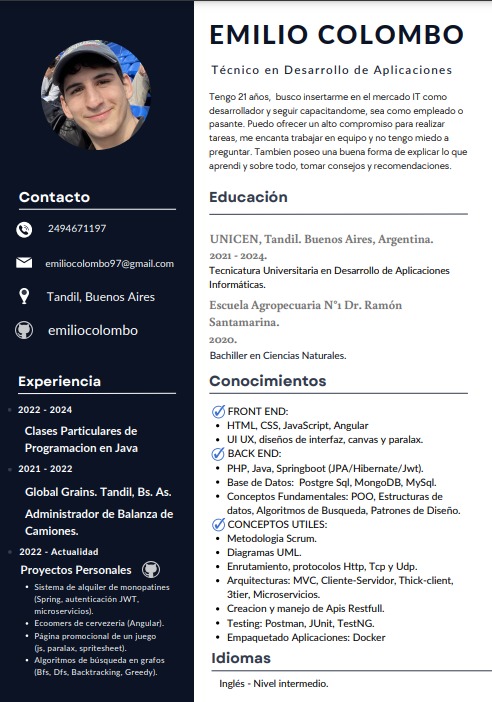 EMILIO COLOMBO
Técnico en Desarrollo de Aplicaciones
Tengo 21 años, busco insertarme en el mercado IT como
desarrollador y seguir capacitandome, sea como empleado o
pasante. Puedo ofrecer un alto compromiso para realizar
tareas, me encanta trabajar en equipo y no tengo miedo a
preguntar. Tambien poseo una buena forma de explicar lo que
aprendi y sobre todo, tomar consejos y recomendaciones.
Contacto
2494671197
emiliocolombo97@gmail.com
Tandil, Buenos Aires
emiliocolombo
Experiencia
2022 - 2024
Clases Particulares de
Programacion en Java
2021 - 2022
Global Grains. Tandil, Bs. As.
Administrador de Balanza de
Camiones.
2022 - Actualidad
Proyectos Personales
Sistema de alquiler de monopatines
(Spring, autenticación JWT,
microservicios).
Ecoomers de cervezeria (Angular).
Página promocional de un juego
(js, paralax, spritesheet).
Algoritmos de búsqueda en grafos
(Bfs, Dfs, Backtracking, Greedy).
Educación
UNICEN, Tandil. Buenos Aires, Argentina.
2021 - 2024.
Tecnicatura Universitaria en Desarrollo de Aplicaciones
Informáticas.
Escuela Agropecuaria N°1 Dr. Ramón
Santamarina.
2020.
Bachiller en Ciencias Naturales.
Conocimientos
FRONT END:
HTML, CSS, JavaScript, Angular
UI UX, diseños de interfaz, canvas y paralax.
BACK END:
PHP, Java, Springboot (JPA/Hibernate/Jwt).
Base de Datos: Postgre Sql, MongoDB, MySql.
Conceptos Fundamentales: POO, Estructuras de
datos, Algoritmos de Busqueda, Patrones de Diseño.
CONCEPTOS UTILES:
Metodologia Scrum.
Diagramas UML.
Enrutamiento, protocolos Http, Tcp y Udp.
Arquitecturas: MVC, Cliente-Servidor, Thick-client,
3tier, Microservicios.
Creacion y manejo de Apis Restfull.
Testing: Postman, JUnit, TestNG.
Empaquetado Aplicaciones: Docker
Idiomas
Inglés - Nivel intermedio.